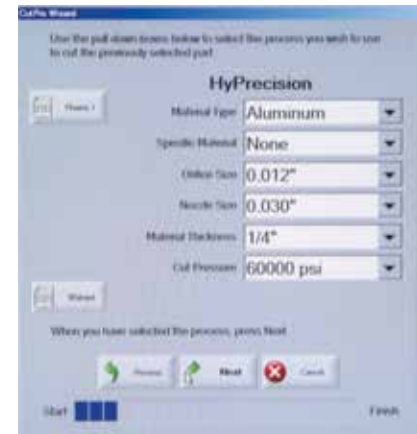 CutPro Wizard
Use the pull down menu below to select the process you wish to use
to cut the previously selected part
HyPrecision
Material Type Aluminum
Specific Material None
Orifice Size 0.012"
Nozzle Size 0.030"
Material Thickness 1/4"
Cut Pressure 60000 psi
When you have selected the process, press Next
Next Cancel
Start Finish